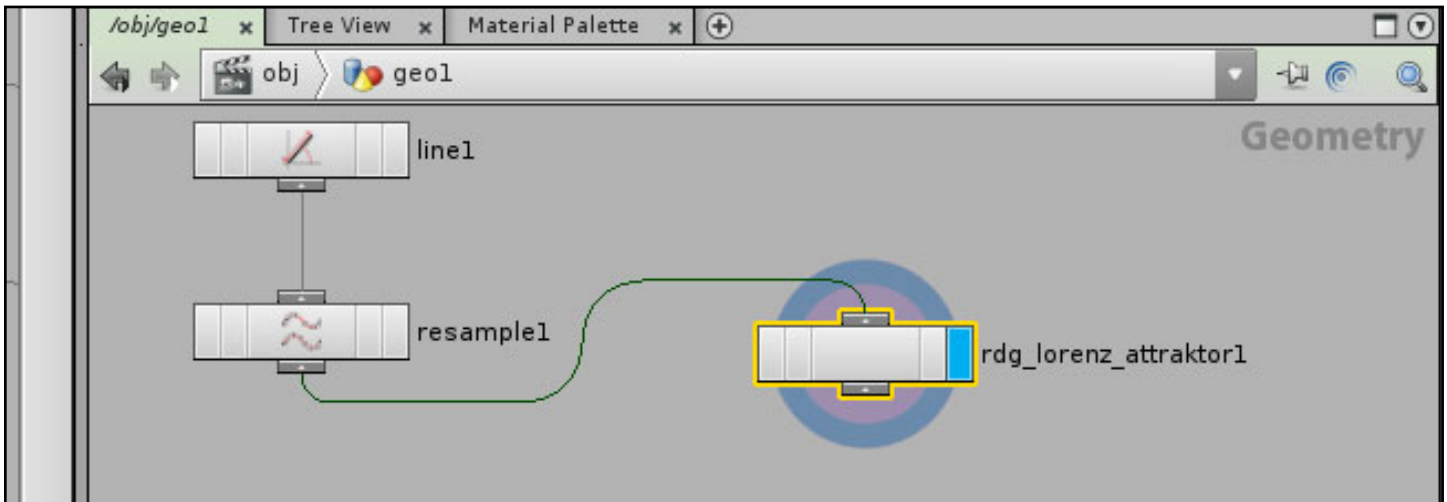 /obj/geo1 x Tree View x Material Palette x
obj geo1
Geometry
line1
resample1
rdg_lorenz_attraktor1